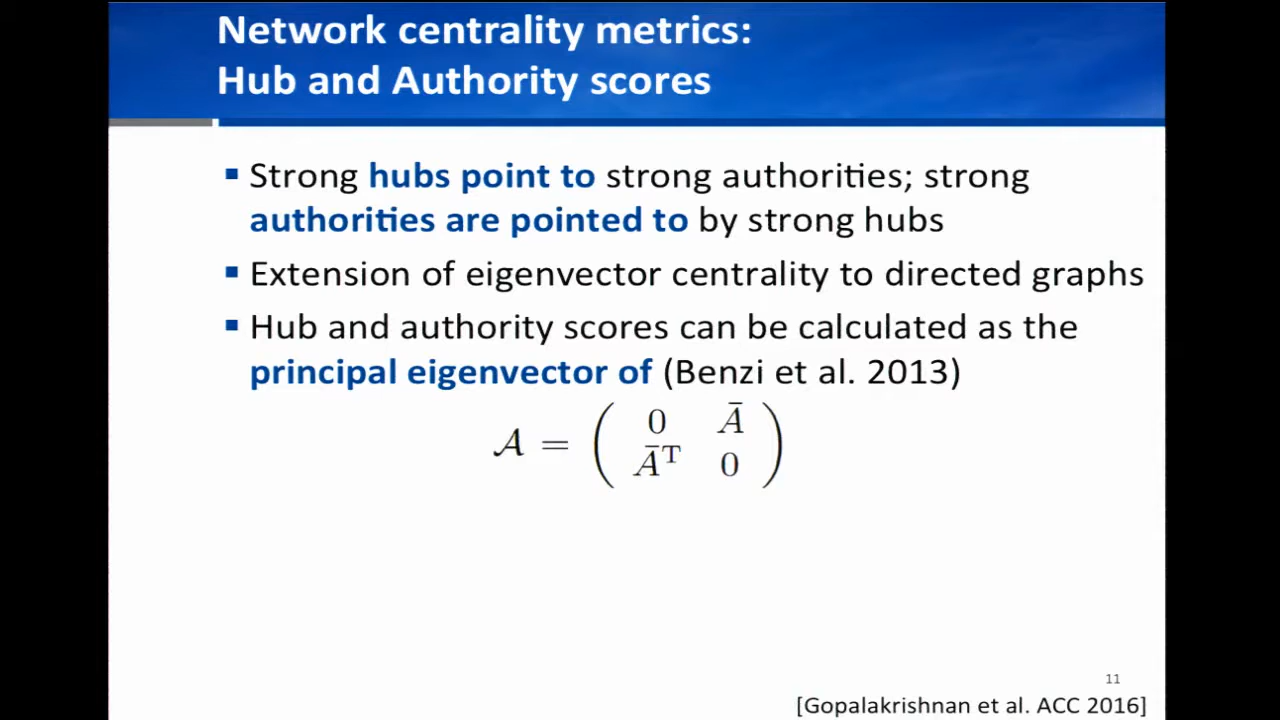 Network centrality metrics:
Hub and Authority scores
▪ Strong hubs point to strong authorities; strong
authorities are pointed to by strong hubs
▪ Extension of eigenvector centrality to directed graphs
▪ Hub and authority scores can be calculated as the
principal eigenvector of (Benzi et al. 2013)
𝒜 = ( 0 Ā
Āᵀ 0 )
11
[Gopalakrishnan et al. ACC 2016]